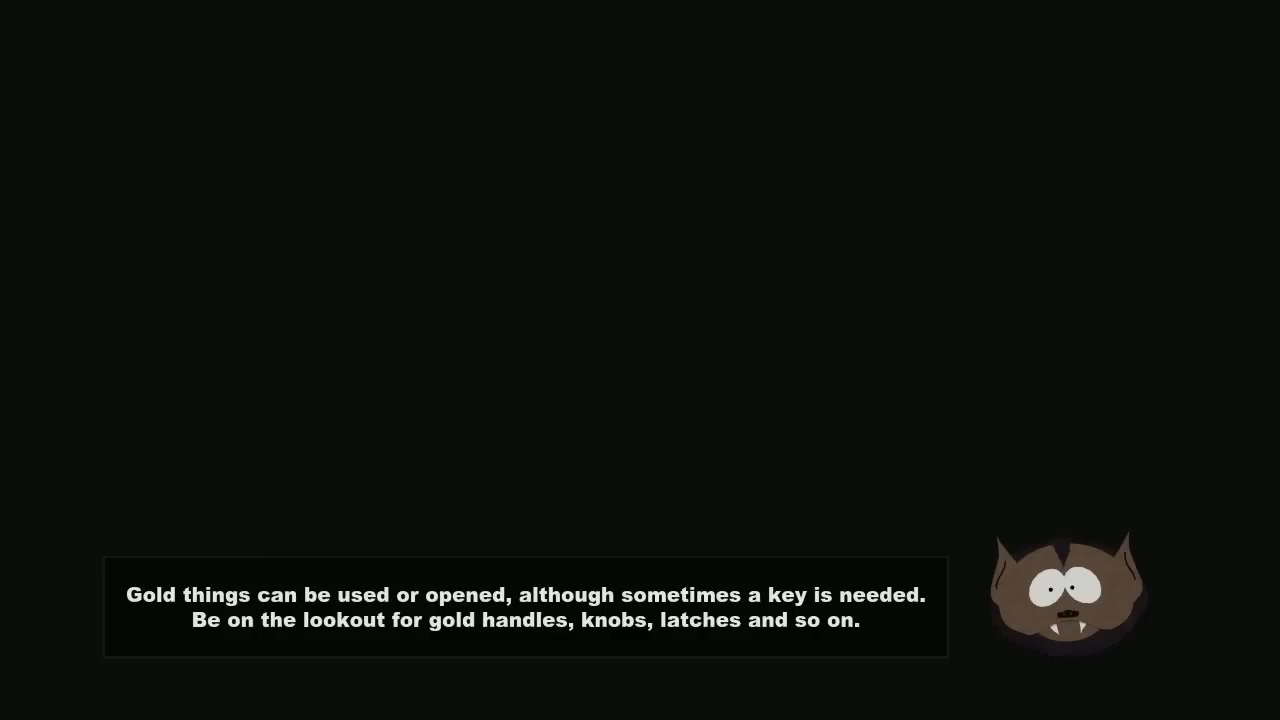 Gold things can be used or opened, although sometimes a key is needed.
Be on the lookout for gold handles, knobs, latches and so on.